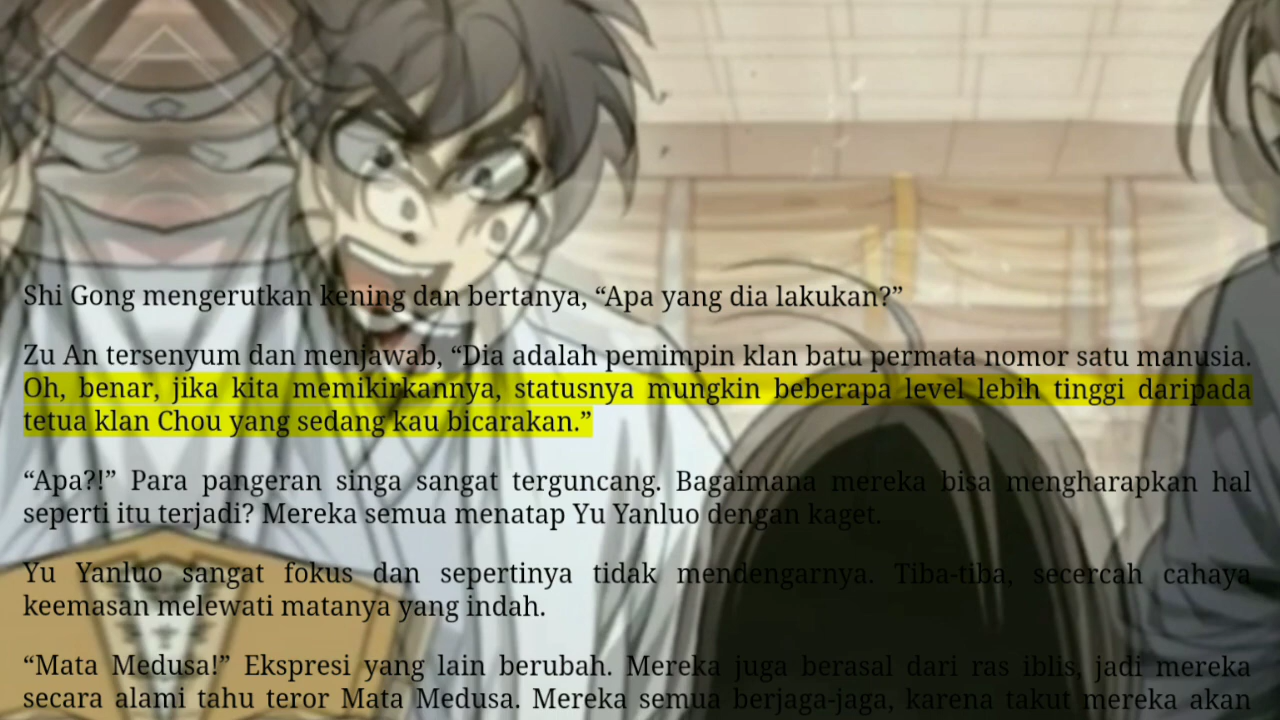 Shi Gong mengerutkan kening dan bertanya, “Apa yang dia lakukan?”
Zu An tersenyum dan menjawab, “Dia adalah pemimpin klan batu permata nomor satu manusia.
Oh, benar, jika kita memikirkannya, statusnya mungkin beberapa level lebih tinggi daripada
tetua klan Chou yang sedang kau bicarakan.”
“Apa?!” Para pangeran singa sangat terguncang. Bagaimana mereka bisa mengharapkan hal
seperti itu terjadi? Mereka semua menatap Yu Yanluo dengan kaget.
Yu Yanluo sangat fokus dan sepertinya tidak mendengarnya. Tiba-tiba, secercah cahaya
keemasan melewati matanya yang indah.
“Mata Medusa!” Ekspresi yang lain berubah. Mereka juga berasal dari ras iblis, jadi mereka
secara alami tahu teror Mata Medusa. Mereka semua berjaga-jaga, karena takut mereka akan